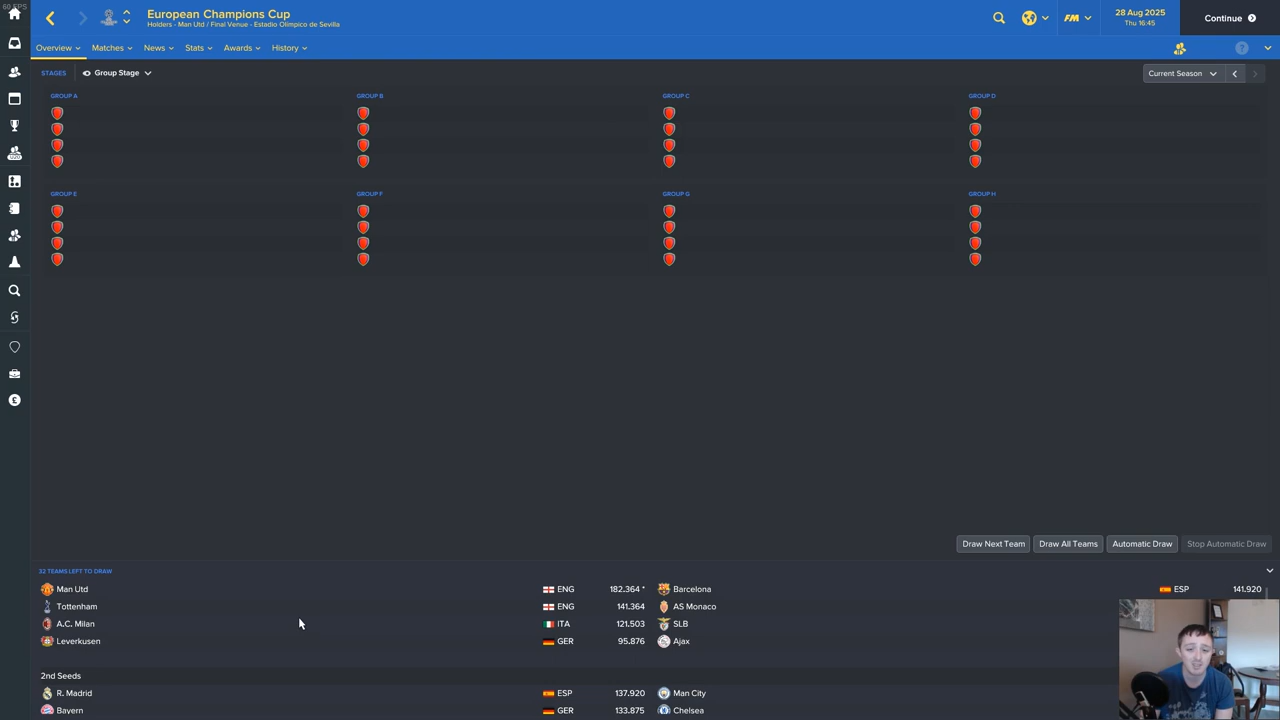 60 FPS
European Champions Cup
Holders - Man Utd / Final Venue - Estadio Olímpico de Sevilla
FM
28 Aug 2025
Thu 16:45
Continue
Overview
Matches
News
Stats
Awards
History
STAGES
Group Stage
Current Season
GROUP A
GROUP B
GROUP C
GROUP D
GROUP E
GROUP F
GROUP G
GROUP H
Draw Next Team
Draw All Teams
Automatic Draw
Stop Automatic Draw
32 TEAMS LEFT TO DRAW
Man Utd ENG 182.364 * Barcelona ESP 141.920
Tottenham ENG 141.364 AS Monaco
A.C. Milan ITA 121.503 SLB
Leverkusen GER 95.876 Ajax
2nd Seeds
R. Madrid ESP 137.920 Man City
Bayern GER 133.875 Chelsea